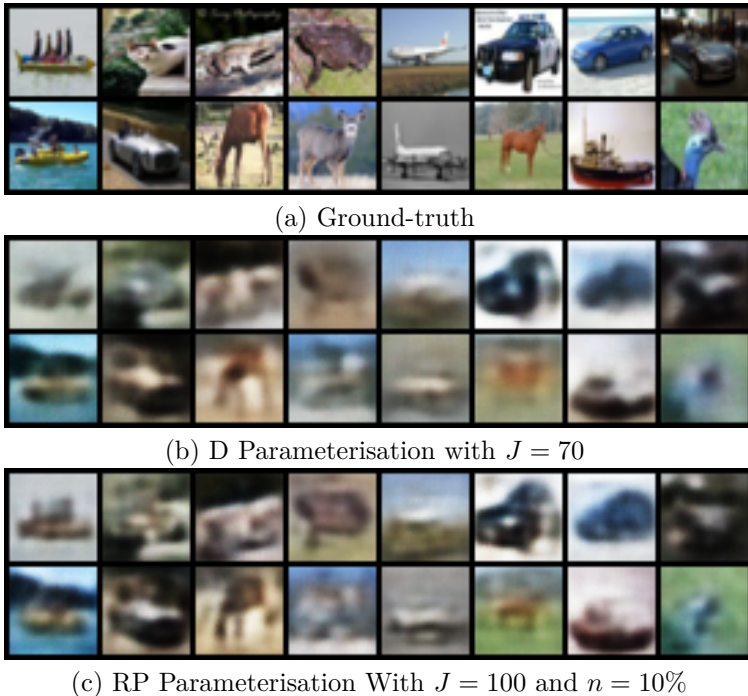 (a) Ground-truth
(b) D Parameterisation with J = 70
(c) RP Parameterisation With J = 100 and n = 10%